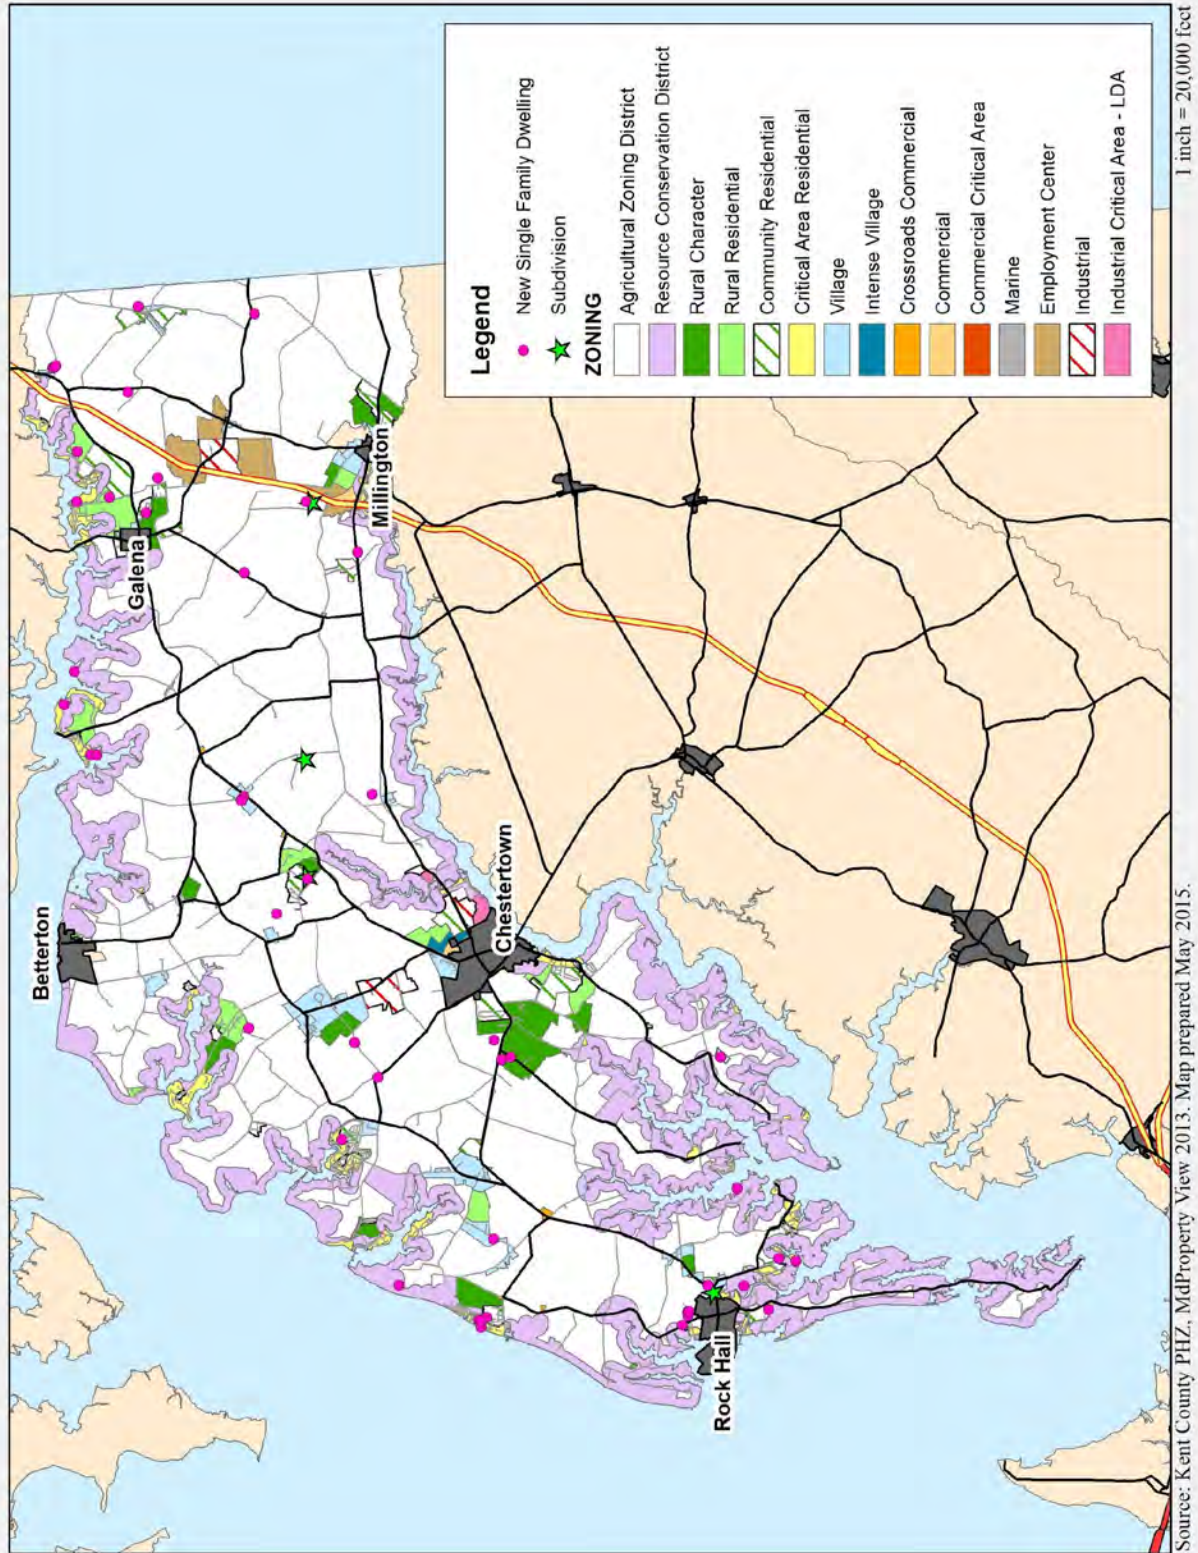 Betterton
Galena
Millington
Chestertown
Rock Hall
Legend
New Single Family Dwelling
Subdivision
ZONING
Agricultural Zoning District
Resource Conservation District
Rural Character
Rural Residential
Community Residential
Critical Area Residential
Village
Intense Village
Crossroads Commercial
Commercial
Commercial Critical Area
Marine
Employment Center
Industrial
Industrial Critical Area - LDA
Source: Kent County PHZ, MdProperty View 2013. Map prepared May 2015.
1 inch = 20,000 feet